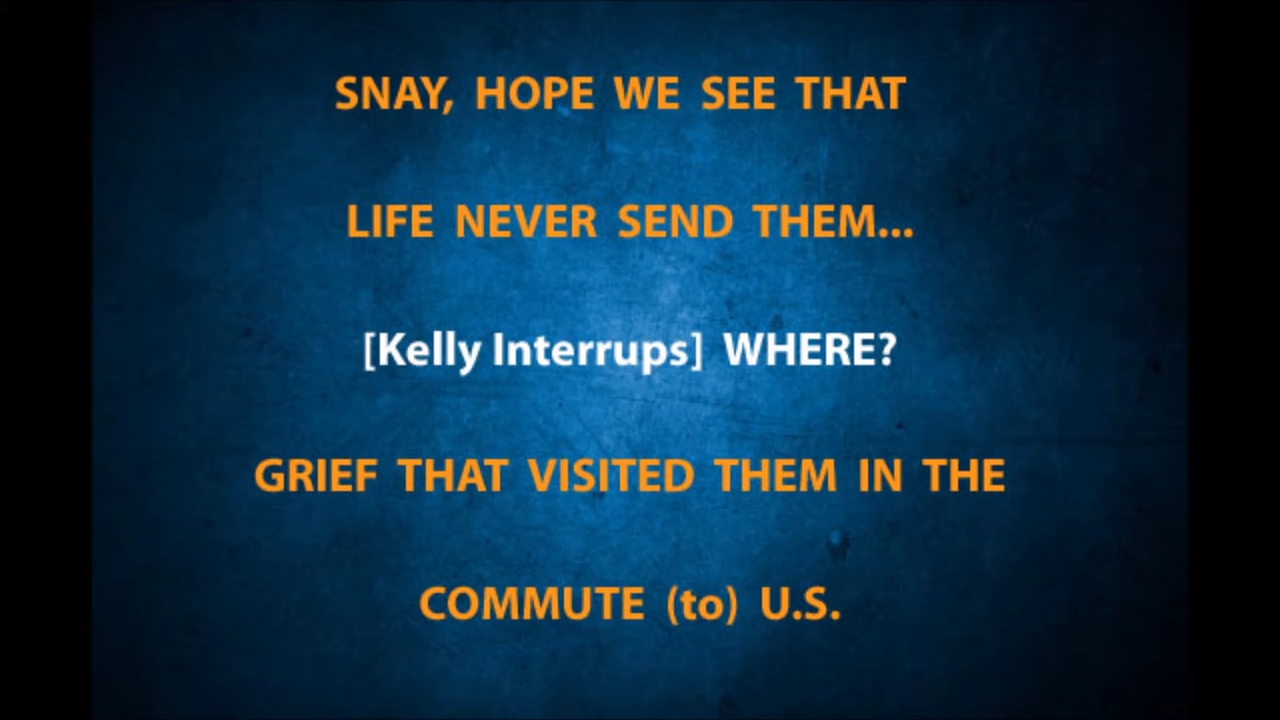 SNAY, HOPE WE SEE THAT
LIFE NEVER SEND THEM...
[Kelly Interrups] WHERE?
GRIEF THAT VISITED THEM IN THE
COMMUTE (to) U.S.